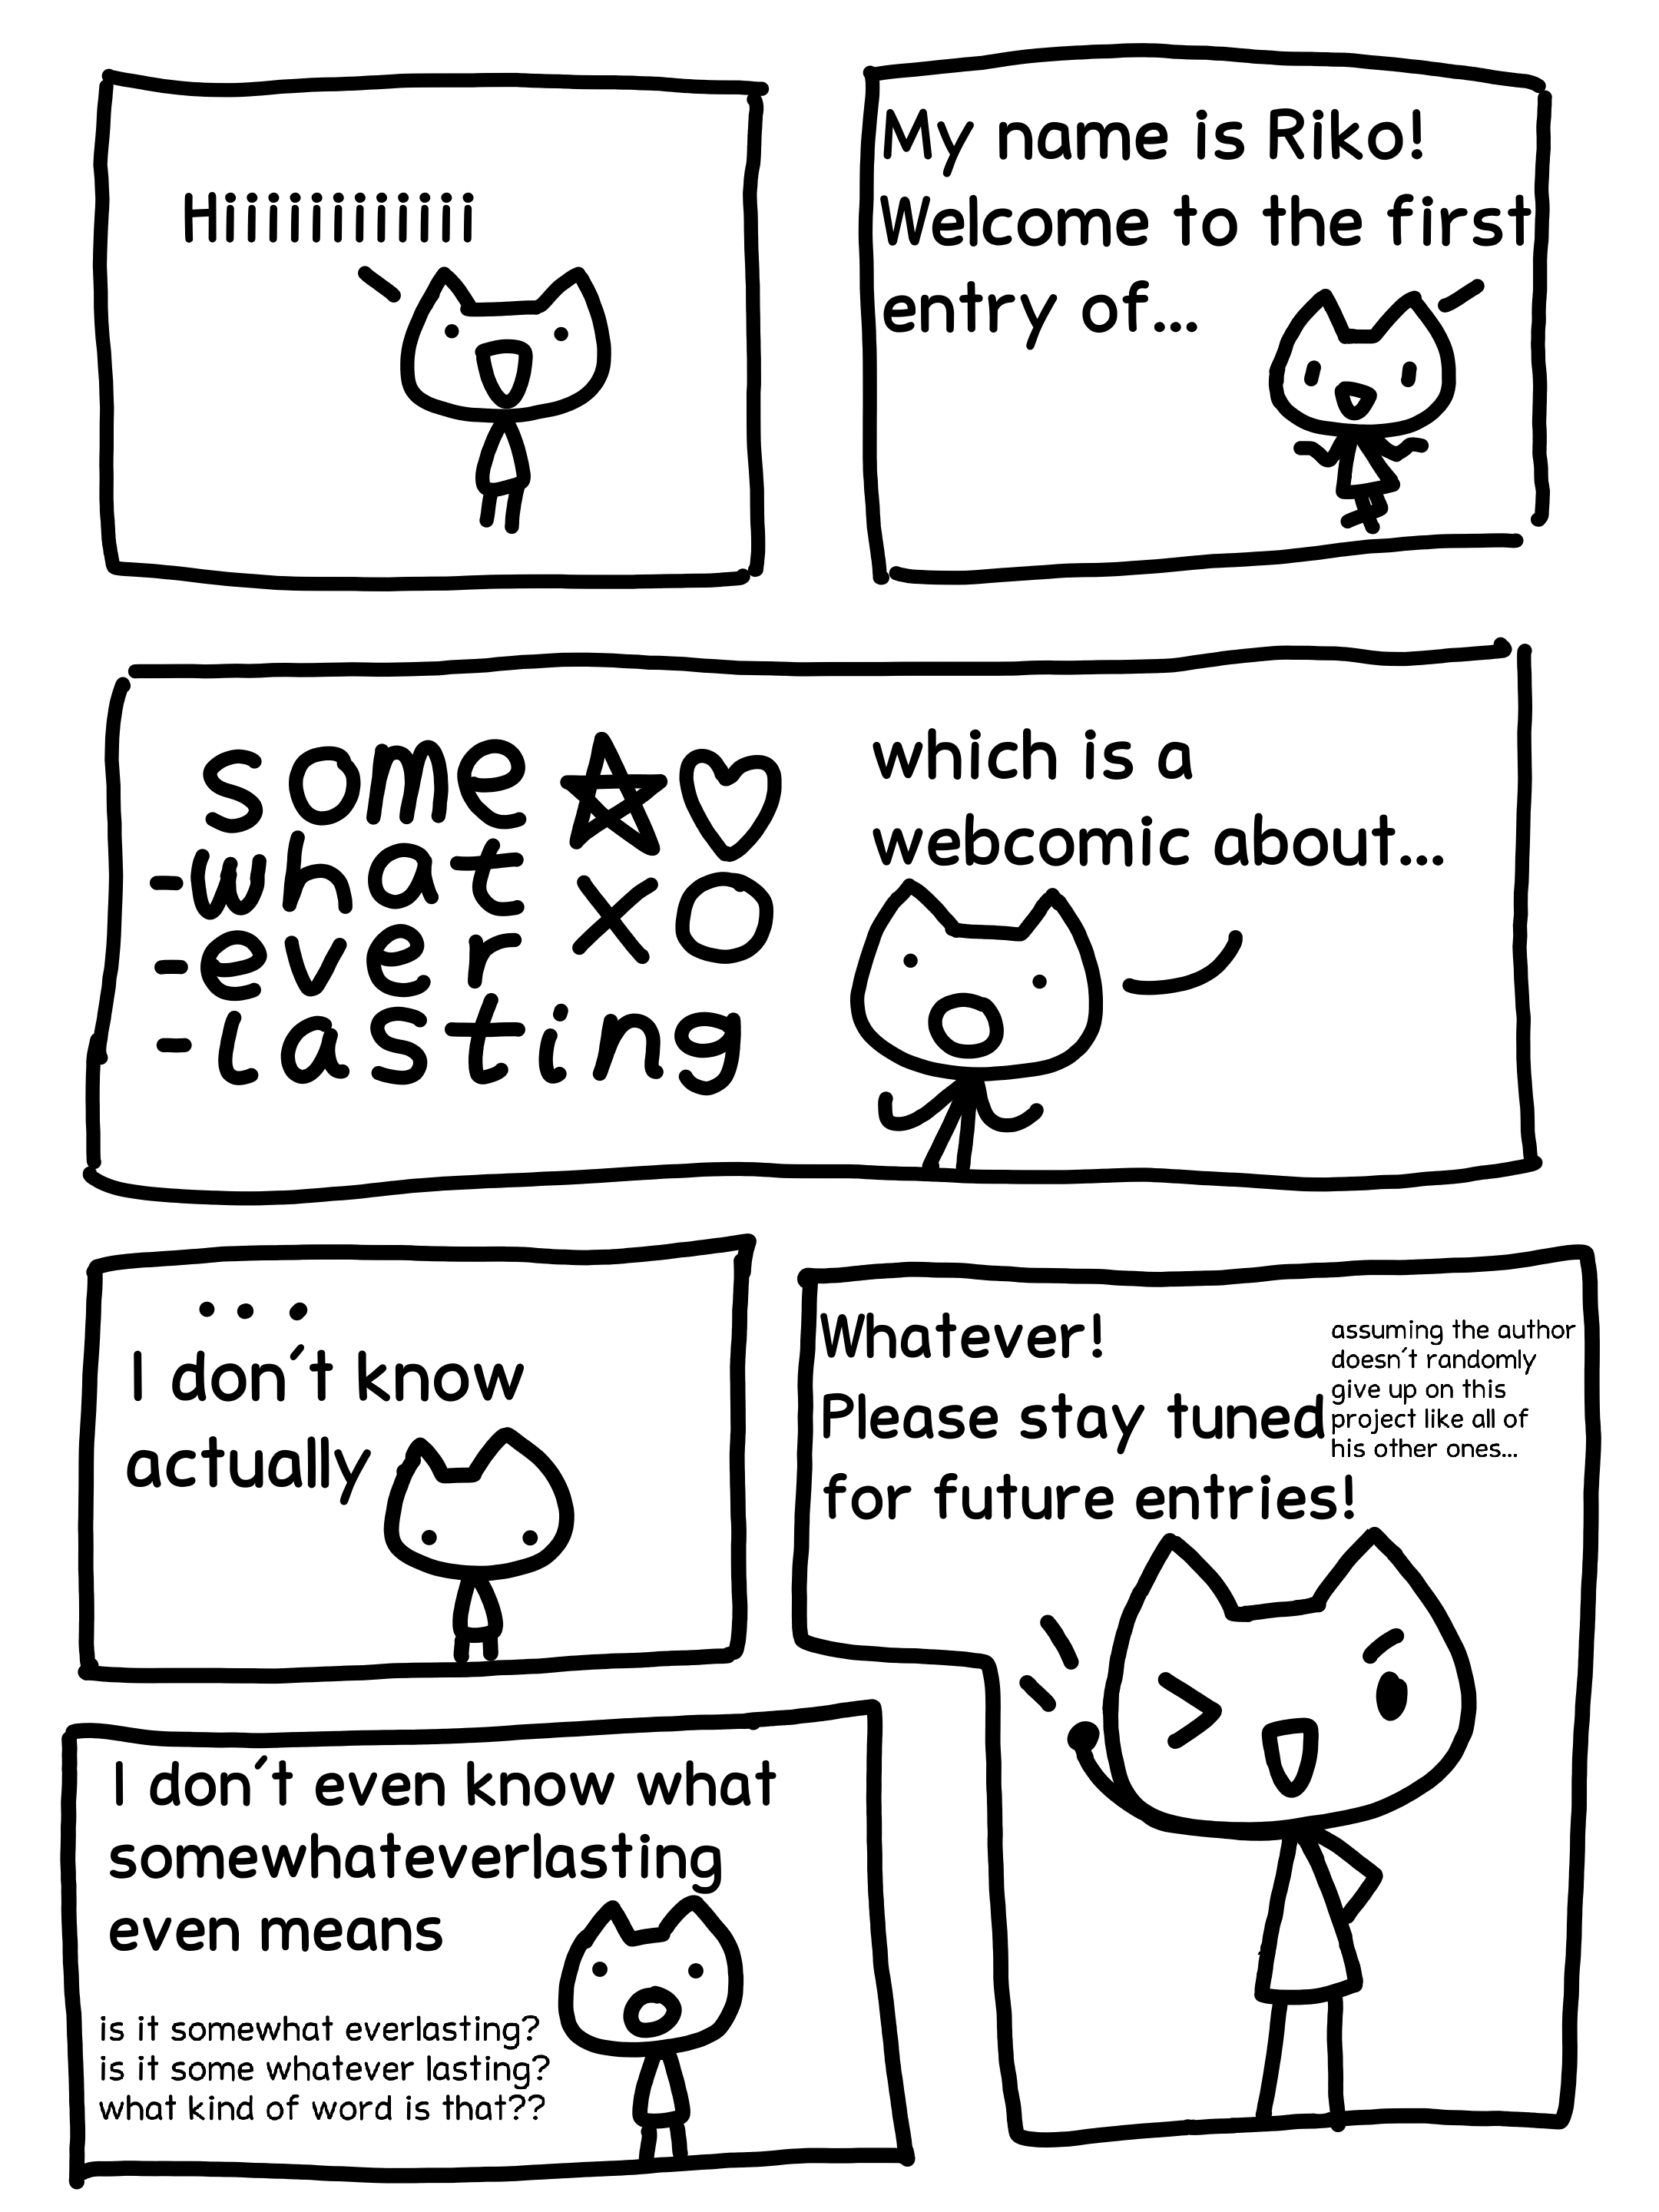 Hiiiiiiiiiiii
My name is Riko!
Welcome to the first
entry of...
some
-what
-ever
-lasting
which is a
webcomic about...
...
I don´t know
actually
I don´t even know what
somewhateverlasting
even means
is it somewhat everlasting?
is it some whatever lasting?
what kind of word is that??
Whatever!
Please stay tuned
for future entries!
assuming the author
doesn´t randomly
give up on this
project like all of
his other ones...